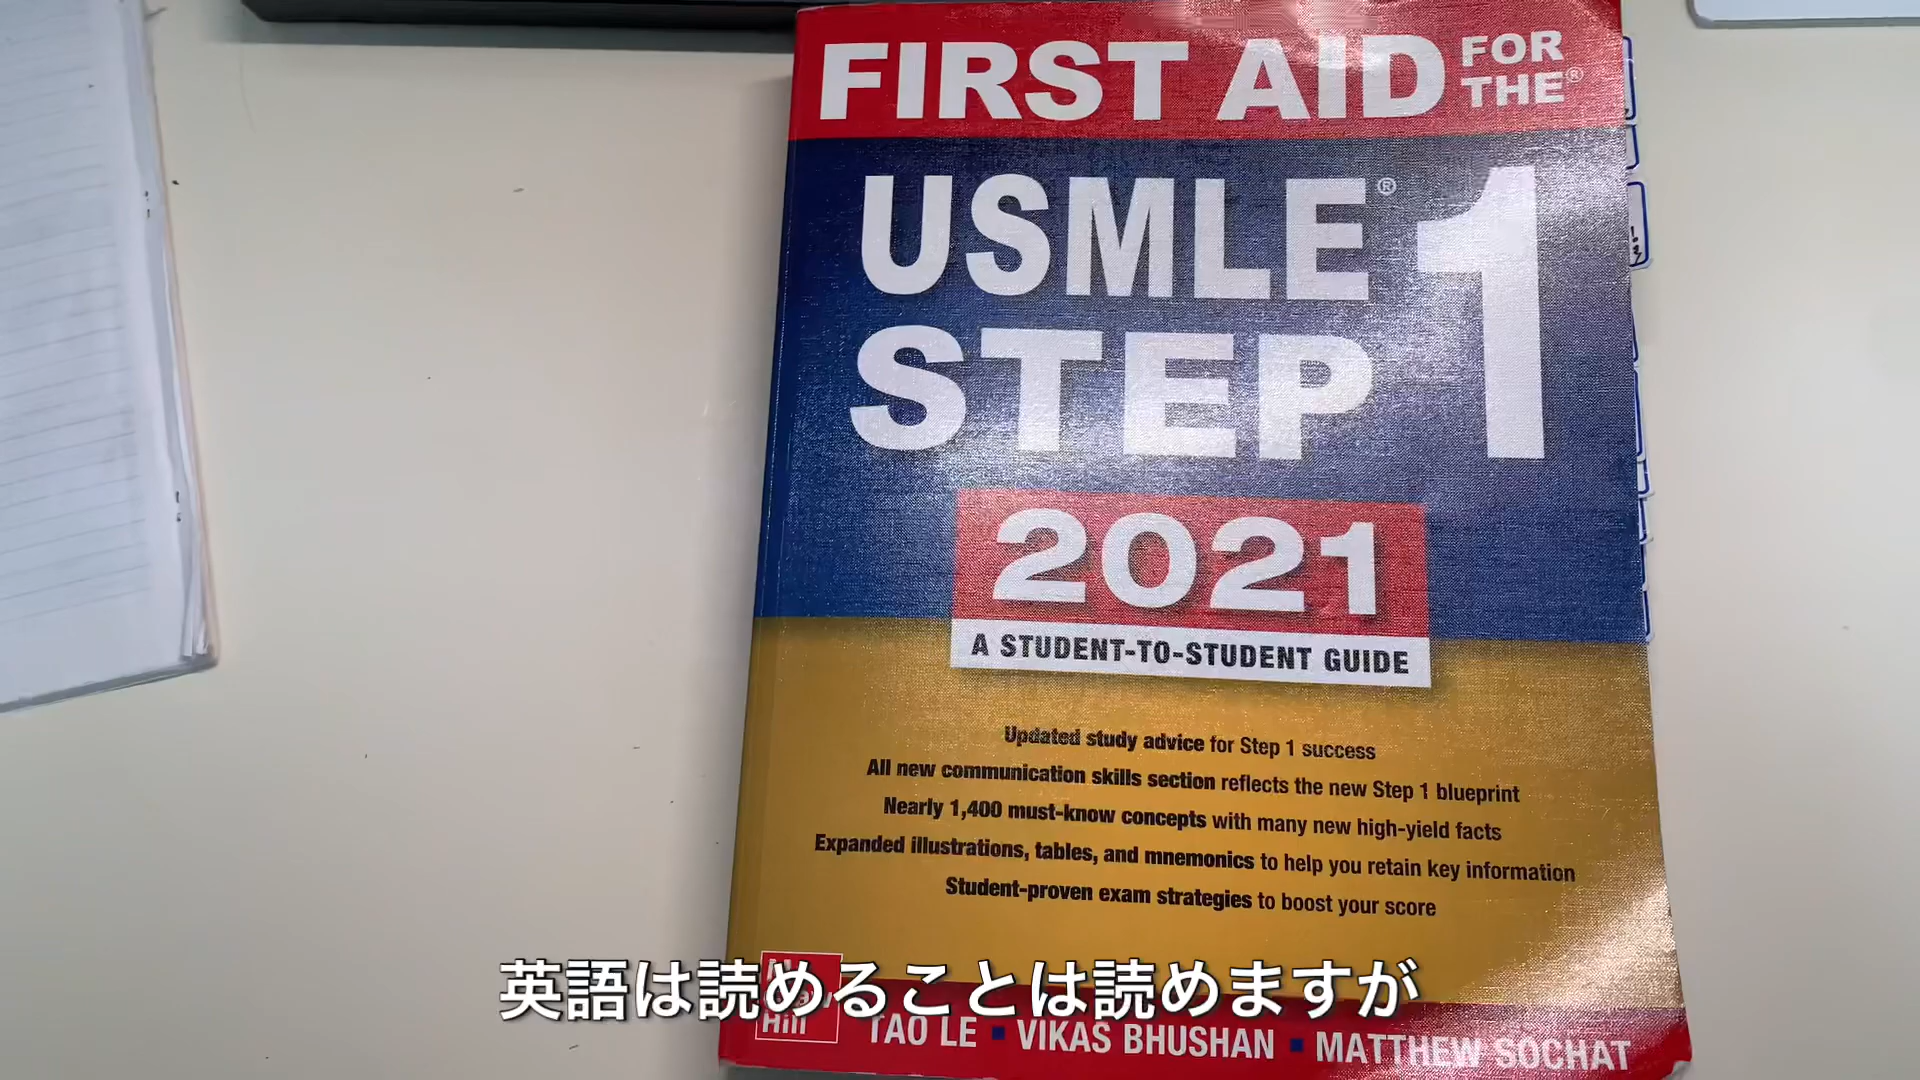 FIRST AID FOR THE®
USMLE®
STEP 1
2021
A STUDENT-TO-STUDENT GUIDE
Updated study advice for Step 1 success
All new communication skills section reflects the new Step 1 blueprint
Nearly 1,400 must-know concepts with many new high-yield facts
Expanded illustrations, tables, and mnemonics to help you retain key information
Student-proven exam strategies to boost your score
英語は読めることは読めますが
Hill
TAO LE ▪ VIKAS BHUSHAN ▪ MATTHEW SOCHAT